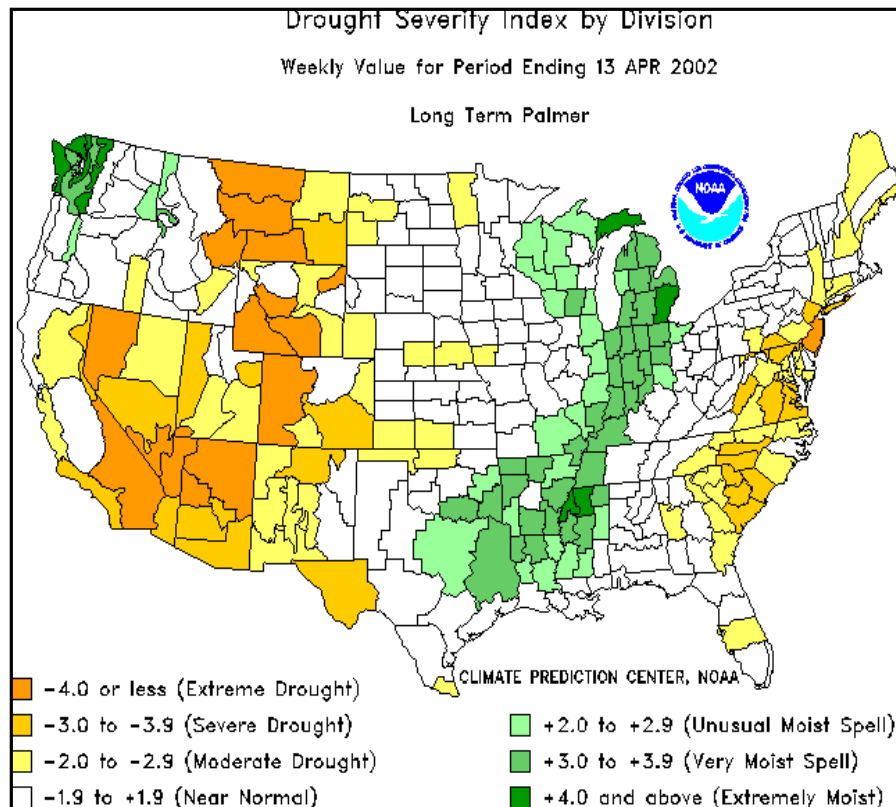 Drought Severity Index by Division
Weekly Value for Period Ending 13 APR 2002
Long Term Palmer
NOAA
CLIMATE PREDICTION CENTER, NOAA
-4.0 or less (Extreme Drought)
-3.0 to -3.9 (Severe Drought)
-2.0 to -2.9 (Moderate Drought)
-1.9 to +1.9 (Near Normal)
+2.0 to +2.9 (Unusual Moist Spell)
+3.0 to +3.9 (Very Moist Spell)
+4.0 and above (Extremely Moist)